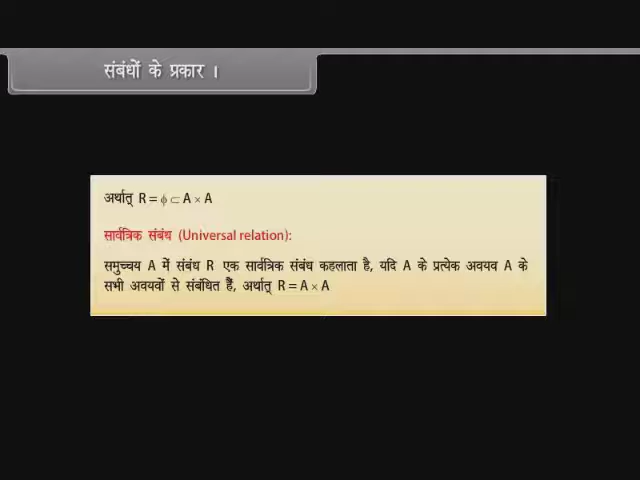 संबंधों के प्रकार ।
अर्थात् R = ϕ ⊂ A × A
सार्वत्रिक संबंध (Universal relation):
समुच्चय A में संबंध R एक सार्वत्रिक संबंध कहलाता है, यदि A के प्रत्येक अवयव A के
सभी अवयवों से संबंधित हैं, अर्थात् R = A × A